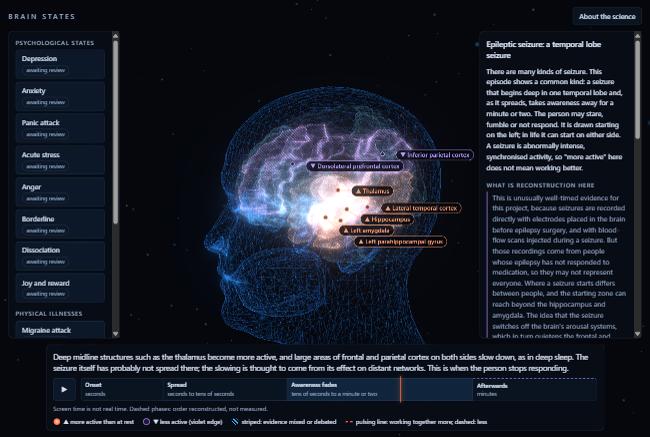 BRAIN STATES
About the science
PSYCHOLOGICAL STATES
Depression
awaiting review
Anxiety
awaiting review
Panic attack
awaiting review
Acute stress
awaiting review
Anger
awaiting review
Borderline
awaiting review
Dissociation
awaiting review
Joy and reward
awaiting review
PHYSICAL ILLNESSES
Migraine attack
awaiting review
▼ Inferior parietal cortex
▼ Dorsolateral prefrontal cortex
▲ Thalamus
▲ Lateral temporal cortex
▲ Hippocampus
▲ Left amygdala
▲ Left parahippocampal gyrus
Epileptic seizure: a temporal lobe
seizure
There are many kinds of seizure. This
episode shows a common kind: a seizure
that begins deep in one temporal lobe and,
as it spreads, takes awareness away for a
minute or two. The person may stare,
fumble or not respond. It is drawn starting
on the left; in life it can start on either side.
A seizure is abnormally intense,
synchronised activity, so "more active" here
does not mean working better.
WHAT IS RECONSTRUCTION HERE
This is unusually well-timed evidence for
this project, because seizures are recorded
directly with electrodes placed in the brain
before epilepsy surgery, and with blood-
flow scans injected during a seizure. But
those recordings come from people
whose epilepsy has not responded to
medication, so they may not represent
everyone. Where a seizure starts differs
between people, and the starting zone can
reach beyond the hippocampus and
amygdala. The idea that the seizure
switches off the brain's arousal systems,
which in turn quietens the frontal and
Deep midline structures such as the thalamus become more active, and large areas of frontal and parietal cortex on both sides slow down, as in deep sleep. The
seizure itself has probably not spread there; the slowing is thought to come from its effect on distant networks. This is when the person stops responding.
Onset
seconds
Spread
seconds to tens of seconds
Awareness fades
tens of seconds to a minute or two
Afterwards
minutes
Screen time is not real time. Dashed phases: order reconstructed, not measured.
▲ more active than at rest
▼ less active (violet edge)
striped: evidence mixed or debated
pulsing line: working together more; dashed: less